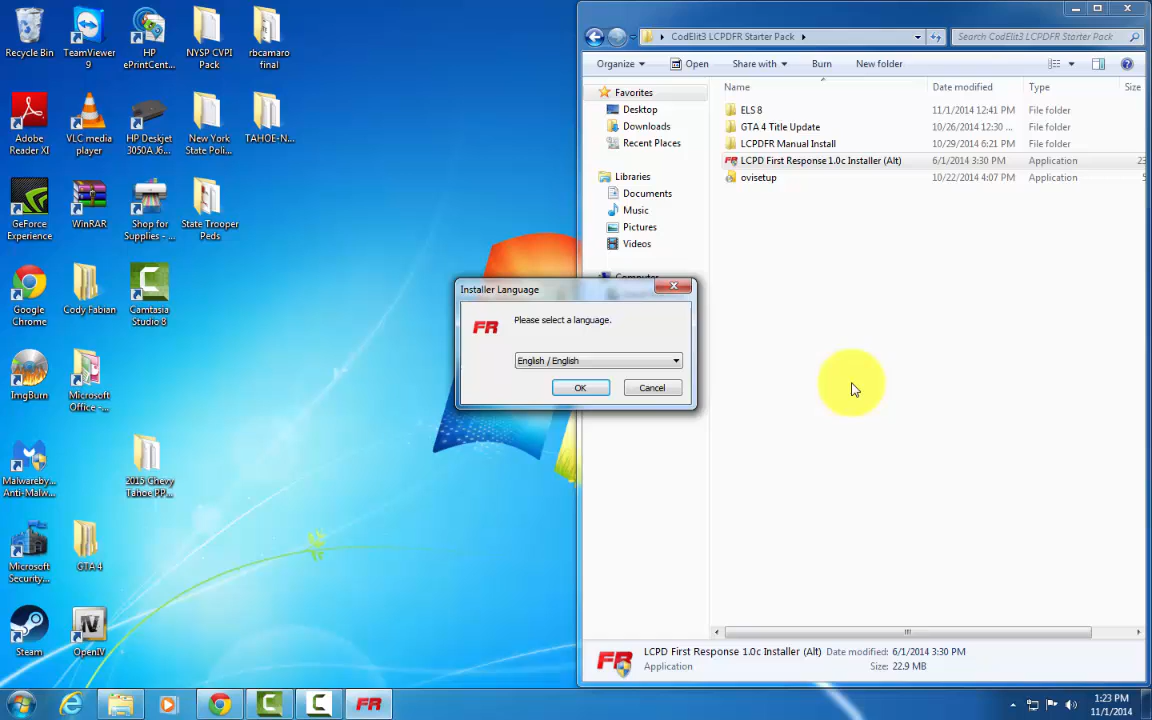 Recycle Bin
TeamViewer
9
HP
ePrintCent...
NYSP CVPI
Pack
rbcamaro
final
Adobe
Reader XI
VLC media
player
HP Deskjet
3050A J6...
New York
State Poli...
TAHOE-N...
GeForce
Experience
WinRAR
Shop for
Supplies - ...
State Trooper
Peds
Google
Chrome
Cody Fabian
Camtasia
Studio 8
ImgBurn
Microsoft
Office - ...
Malwareby...
Anti-Malw...
2015 Chevy
Tahoe PP...
Microsoft
Security...
GTA 4
Steam
IV
OpenIV
CodElit3 LCPDFR Starter Pack
Search CodElit3 LCPDFR Starter Pack
Organize
Open
Share with
Burn
New folder
Favorites
Desktop
Downloads
Recent Places
Libraries
Documents
Music
Pictures
Videos
Computer
Name Date modified Type Size
ELS 8 11/1/2014 12:41 PM File folder
GTA 4 Title Update 10/26/2014 12:30 ... File folder
LCPDFR Manual Install 10/29/2014 6:21 PM File folder
FR LCPD First Response 1.0c Installer (Alt) 6/1/2014 3:30 PM Application 23
ovisetup 10/22/2014 4:07 PM Application
Installer Language
FR
Please select a language.
English / English
OK
Cancel
FR
LCPD First Response 1.0c Installer (Alt) Date modified: 6/1/2014 3:30 PM
Application Size: 22.9 MB
FR
1:23 PM
11/1/2014